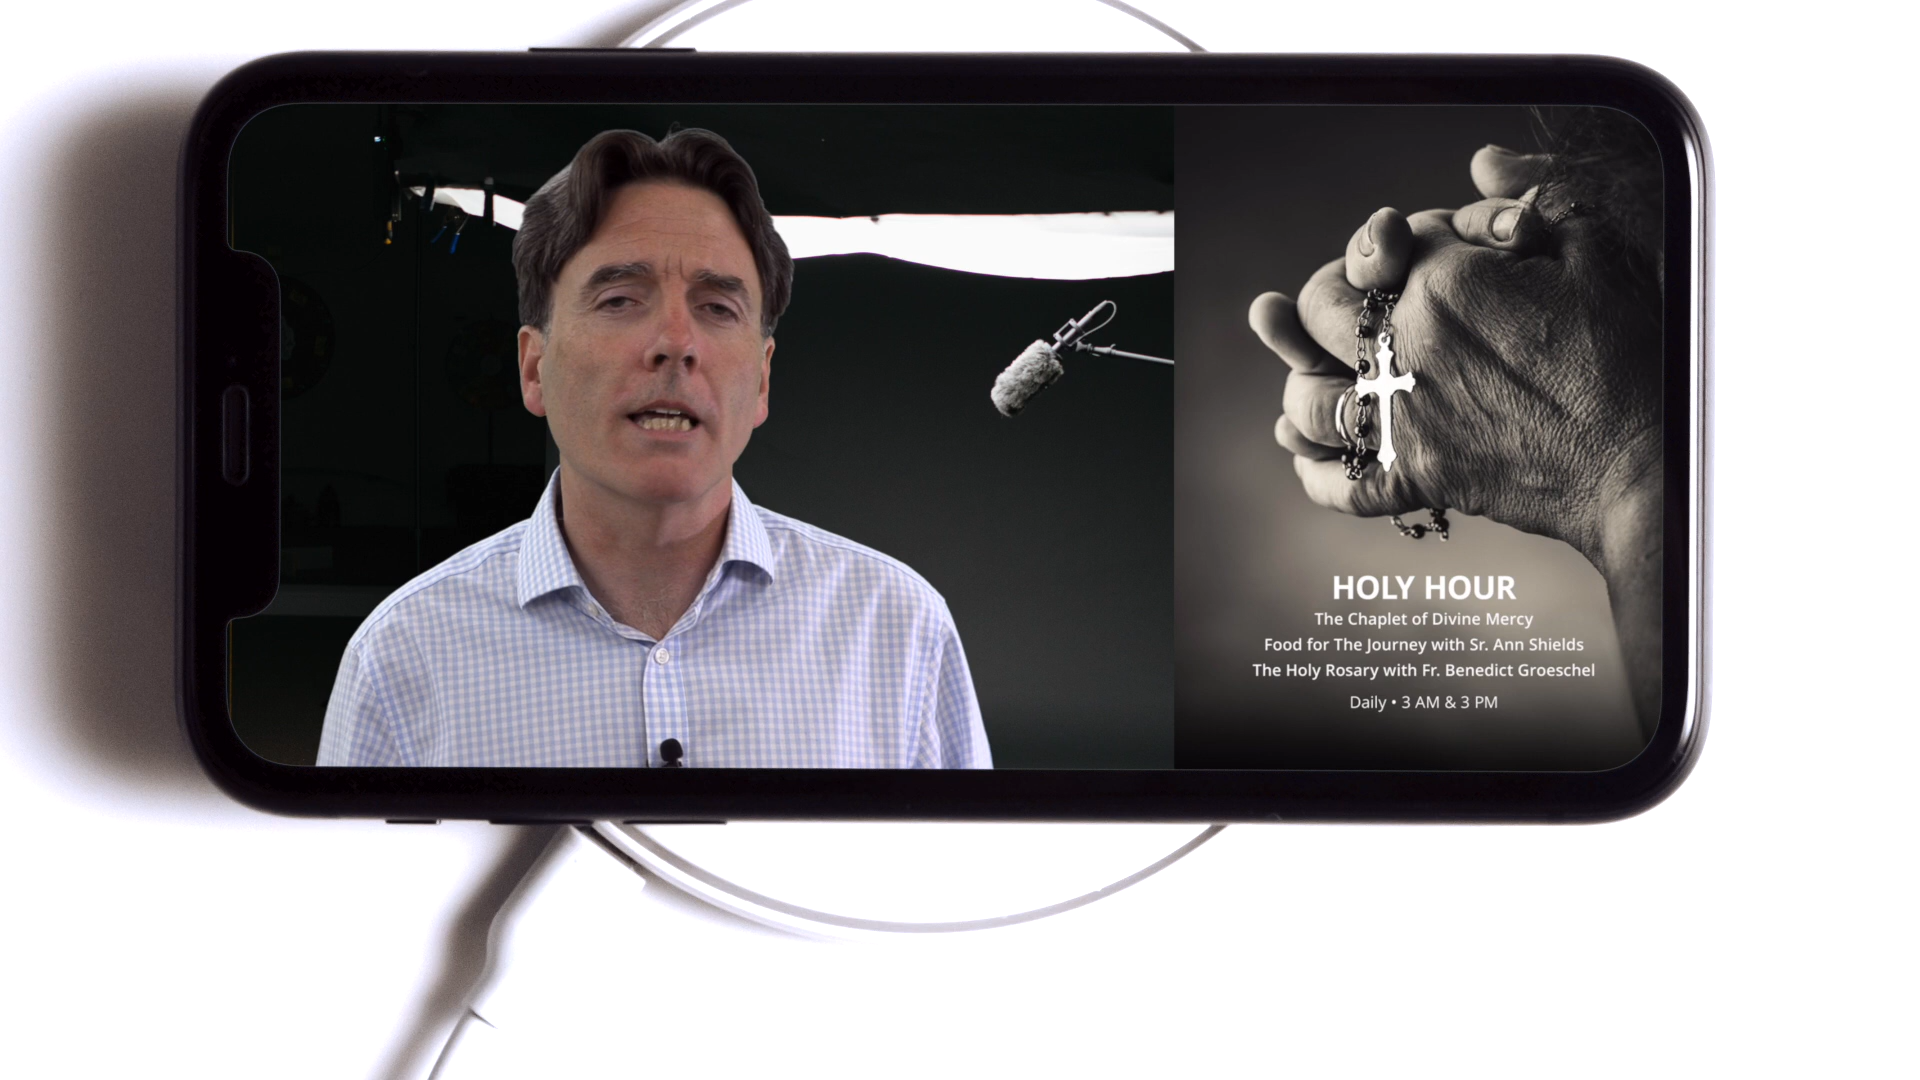 HOLY HOUR
The Chaplet of Divine Mercy
Food for The Journey with Sr. Ann Shields
The Holy Rosary with Fr. Benedict Groeschel
Daily • 3 AM & 3 PM